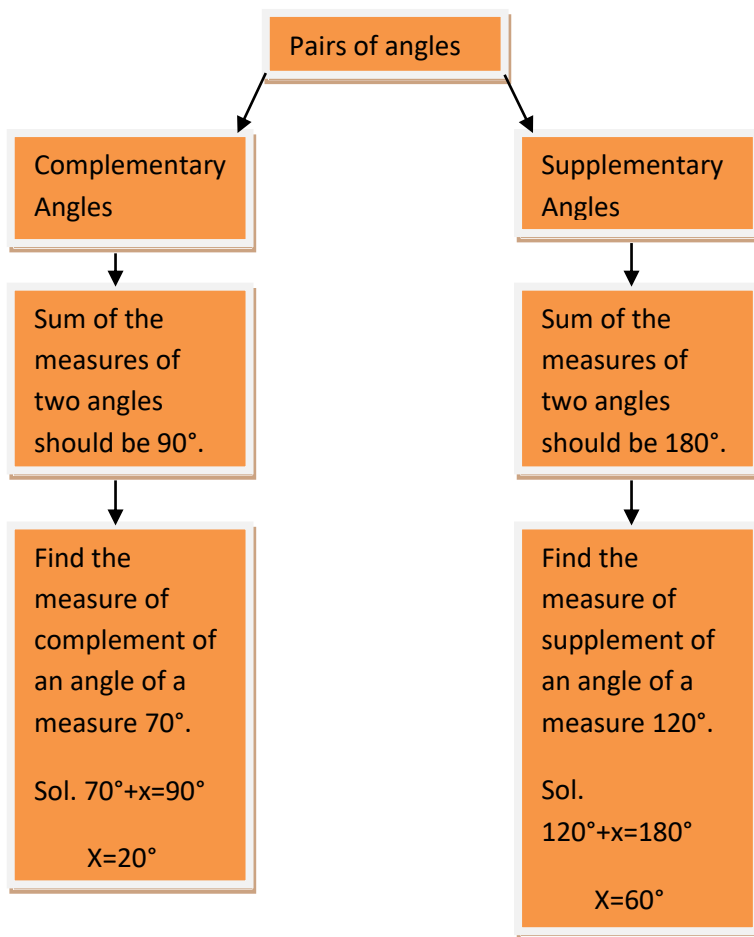 Pairs of angles
Complementary
Angles
Sum of the
measures of
two angles
should be 90°.
Find the
measure of
complement of
an angle of a
measure 70°.
Sol. 70°+x=90°
X=20°
Supplementary
Angles
Sum of the
measures of
two angles
should be 180°.
Find the
measure of
supplement of
an angle of a
measure 120°.
Sol.
120°+x=180°
X=60°